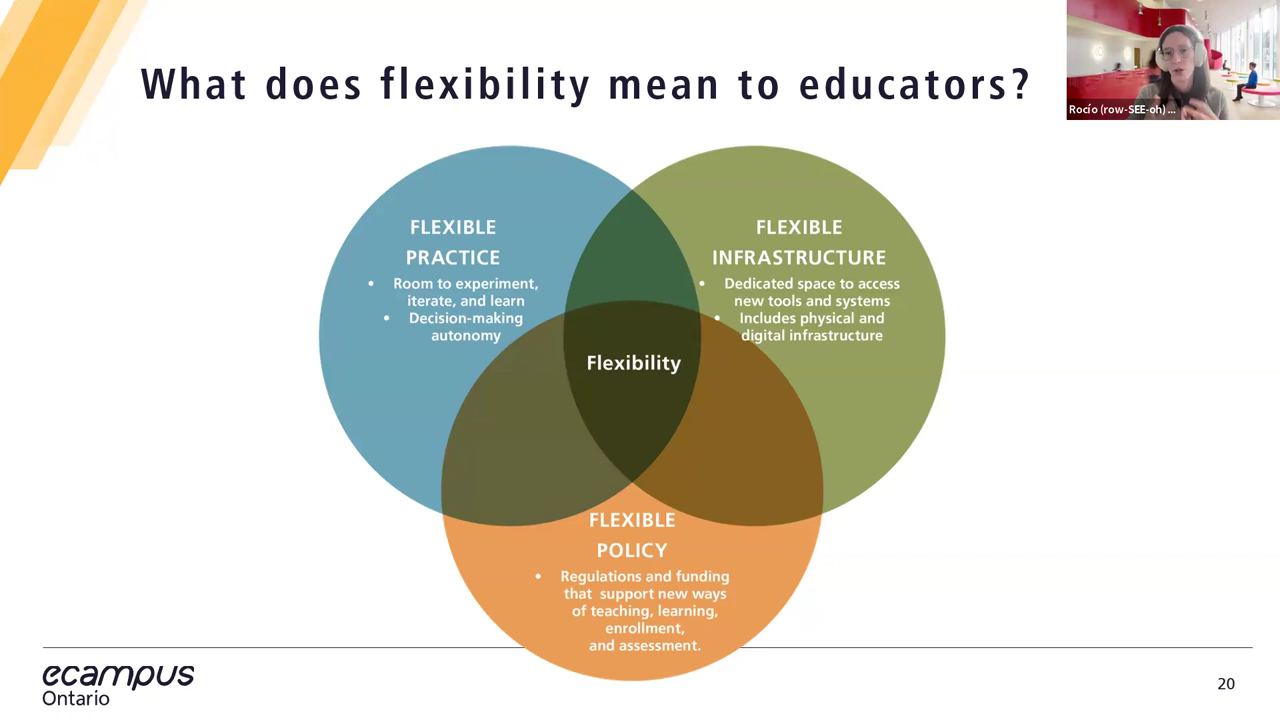 What does flexibility mean to educators?
Rocío (row-SEE-oh) ...
FLEXIBLE
PRACTICE
• Room to experiment,
iterate, and learn
• Decision-making
autonomy
FLEXIBLE
INFRASTRUCTURE
• Dedicated space to access
new tools and systems
• Includes physical and
digital infrastructure
Flexibility
FLEXIBLE
POLICY
• Regulations and funding
that support new ways
of teaching, learning,
enrollment,
and assessment.
ecampus
Ontario
20